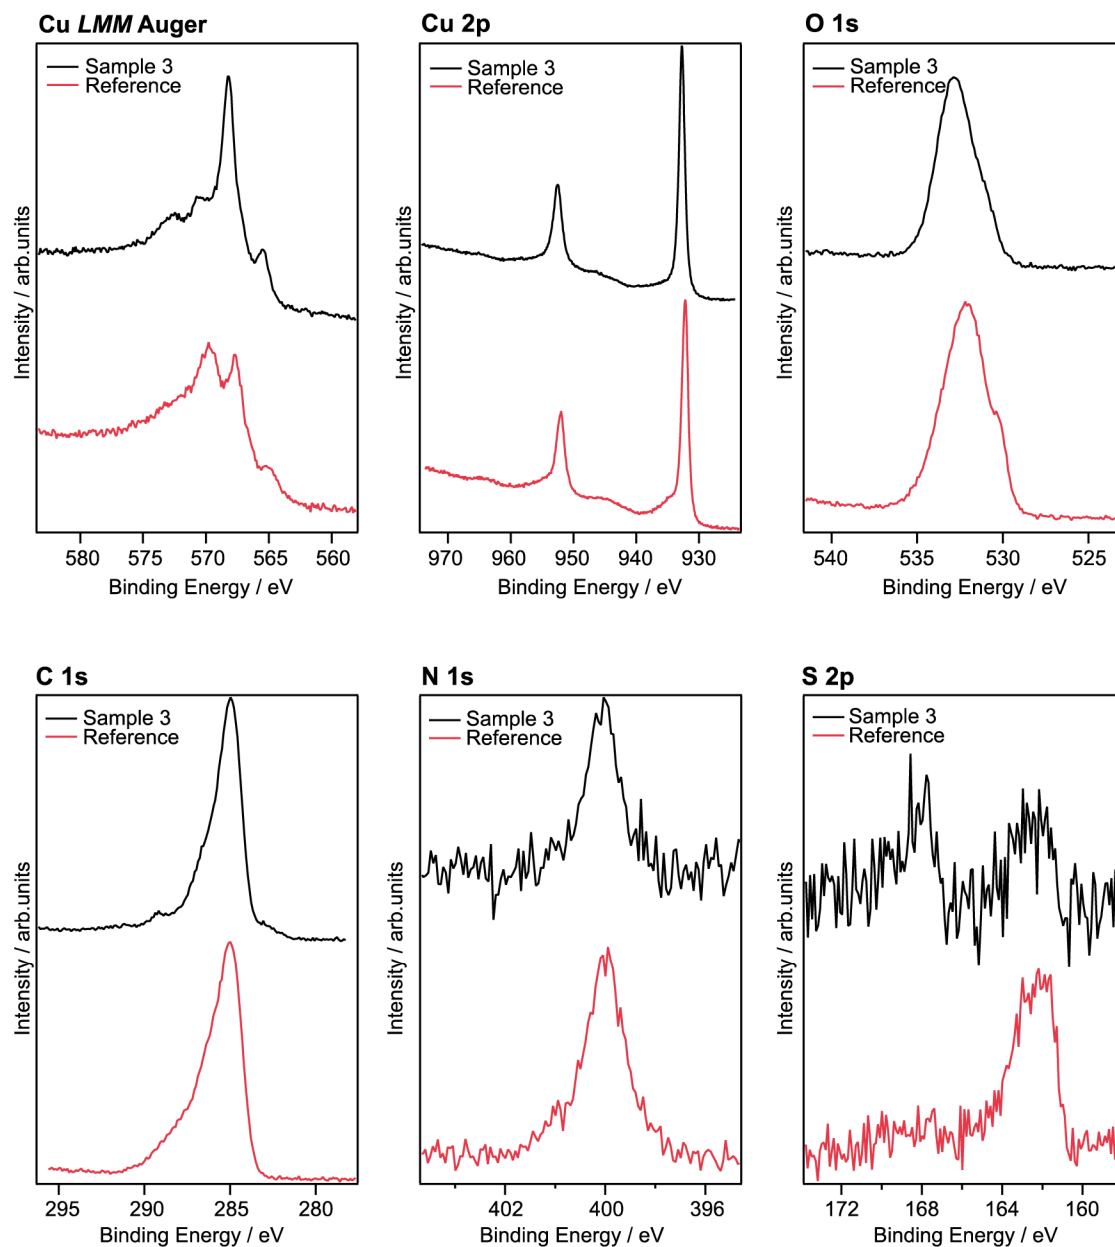 Cu LMM Auger
Sample 3
Reference
Intensity / arb.units
580 575 570 565 560
Binding Energy / eV
Cu 2p
Sample 3
Reference
Intensity / arb.units
970 960 950 940 930
Binding Energy / eV
O 1s
Sample 3
Reference
Intensity / arb.units
540 535 530 525
Binding Energy / eV
C 1s
Sample 3
Reference
Intensity / arb.units
295 290 285 280
Binding Energy / eV
N 1s
Sample 3
Reference
Intensity / arb.units
402 400 396
Binding Energy / eV
S 2p
Sample 3
Reference
Intensity / arb.units
172 168 164 160
Binding Energy / eV